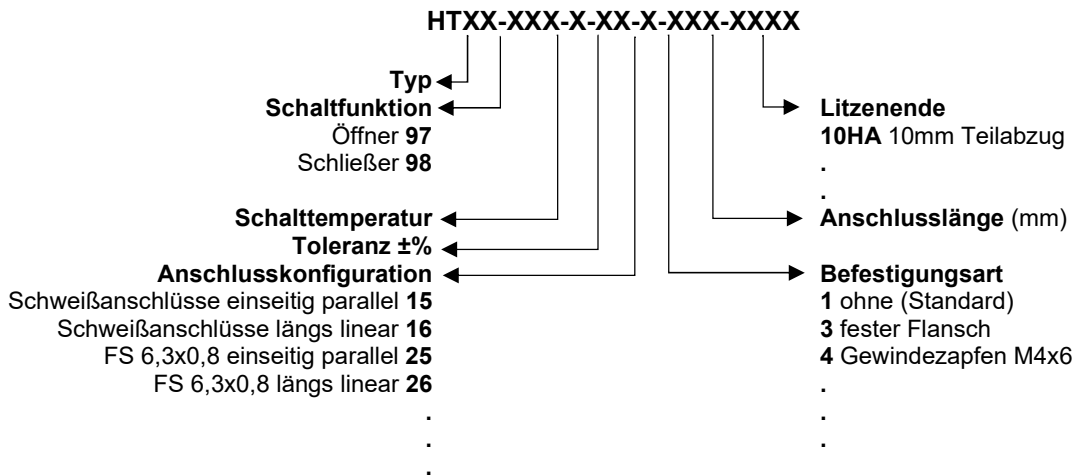 HTXX-XXX-X-XX-X-XXX-XXXX
Typ
Schaltfunktion
Öffner 97
Schließer 98
Schalttemperatur
Toleranz ±%
Anschlusskonfiguration
Schweißanschlüsse einseitig parallel 15
Schweißanschlüsse längs linear 16
FS 6,3x0,8 einseitig parallel 25
FS 6,3x0,8 längs linear 26
.
.
.
Litzenende
10HA 10mm Teilabzug
.
.
Anschlusslänge (mm)
Befestigungsart
1 ohne (Standard)
3 fester Flansch
4 Gewindezapfen M4x6
.
.
.